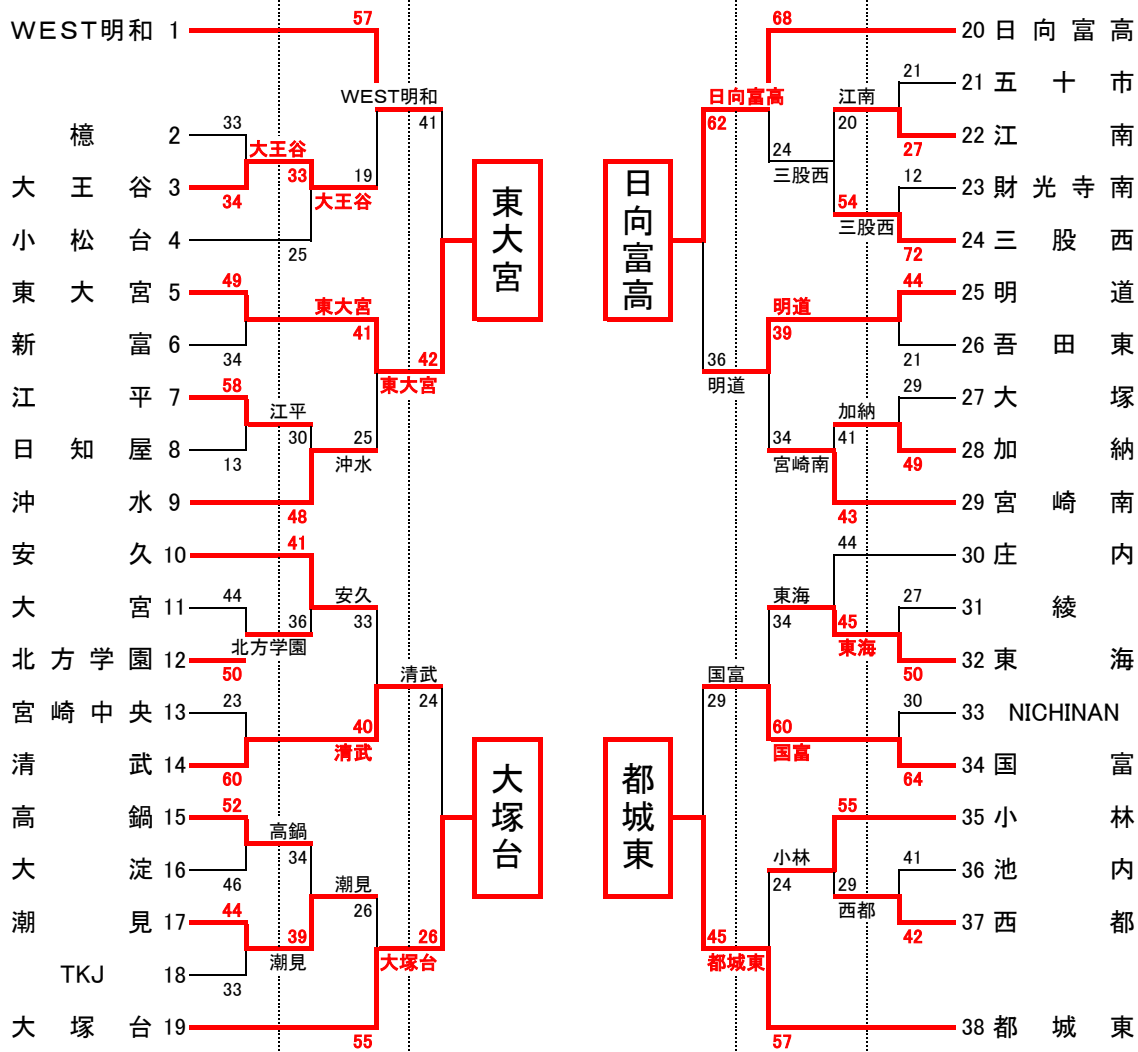 57
68
WEST明和 1
20 日向富高
21
21 五十市
WEST明和
41
日向富高
62
江南
20
33
檍 2
27
22 江南
大王谷
33
24
三股西
19
12
大王谷 3
34
大王谷
23 財光寺南
54
三股西
小松台 4
25
72
24 三股西
東大宮
日向富高
東大宮 5
49
東大宮
41
明道
39
44
25 明道
新富 6
34
42
東大宮
36
明道
21
26 吾田東
江平 7
58
29
27 大塚
江平
30
加納
41
日知屋 8
13
25
沖水
34
宮崎南
49
28 加納
沖水 9
48
43
29 宮崎南
安久 10
41
44
30 庄内
大宮 11
44
安久
33
東海
34
27
31 綾
36
北方学園
45
東海
北方学園 12
50
50
32 東海
清武
24
国富
29
宮崎中央 13
23
30
33 NICHINAN
40
清武
60
国富
清武 14
60
64
34 国富
大塚台
都城東
高鍋 15
52
55
35 小林
高鍋
34
小林
24
大淀 16
46
41
36 池内
潮見
26
29
西都
潮見 17
44
42
37 西都
39
潮見
26
大塚台
45
都城東
TKJ 18
33
大塚台 19
55
57
38 都城東